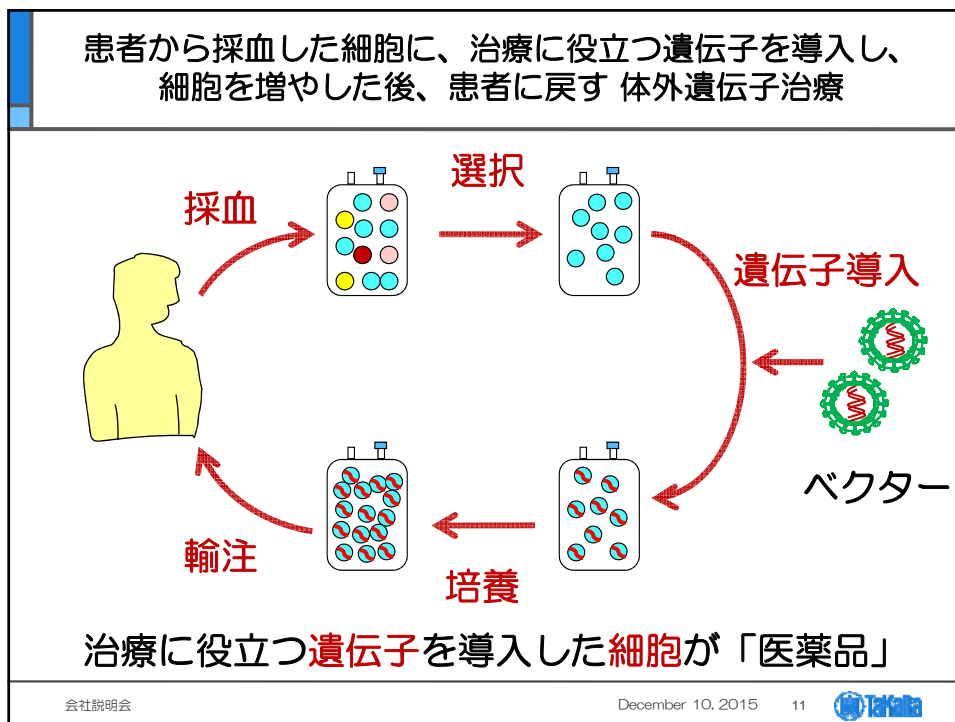 患者から採血した細胞に、治療に役立つ遺伝子を導入し、
細胞を増やした後、患者に戻す 体外遺伝子治療
採血
選択
遺伝子導入
ベクター
培養
輸注
治療に役立つ遺伝子を導入した細胞が「医薬品」
会社説明会
December 10, 2015
11
TaKaRa